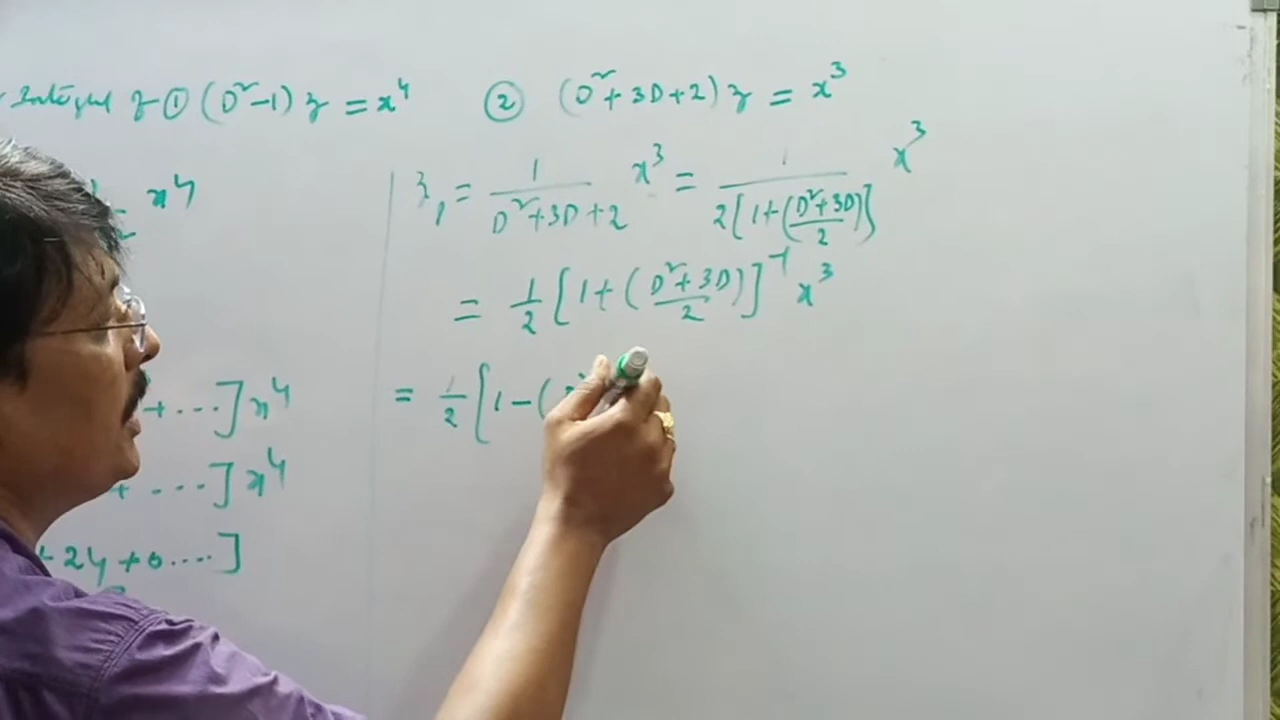 Integral of ① (D²-1) y = x⁴
x⁴
+ ....] x⁴
+ ....] x⁴
+ 24 + 0 ....]
② (D²+3D+2) y = x³
y₁ = 1/(D²+3D+2) x³ = 1/(2[1+((D²+3D)/2)]) x³
= 1/2 [1+((D²+3D)/2)]⁻¹ x³
= 1/2 [1-(